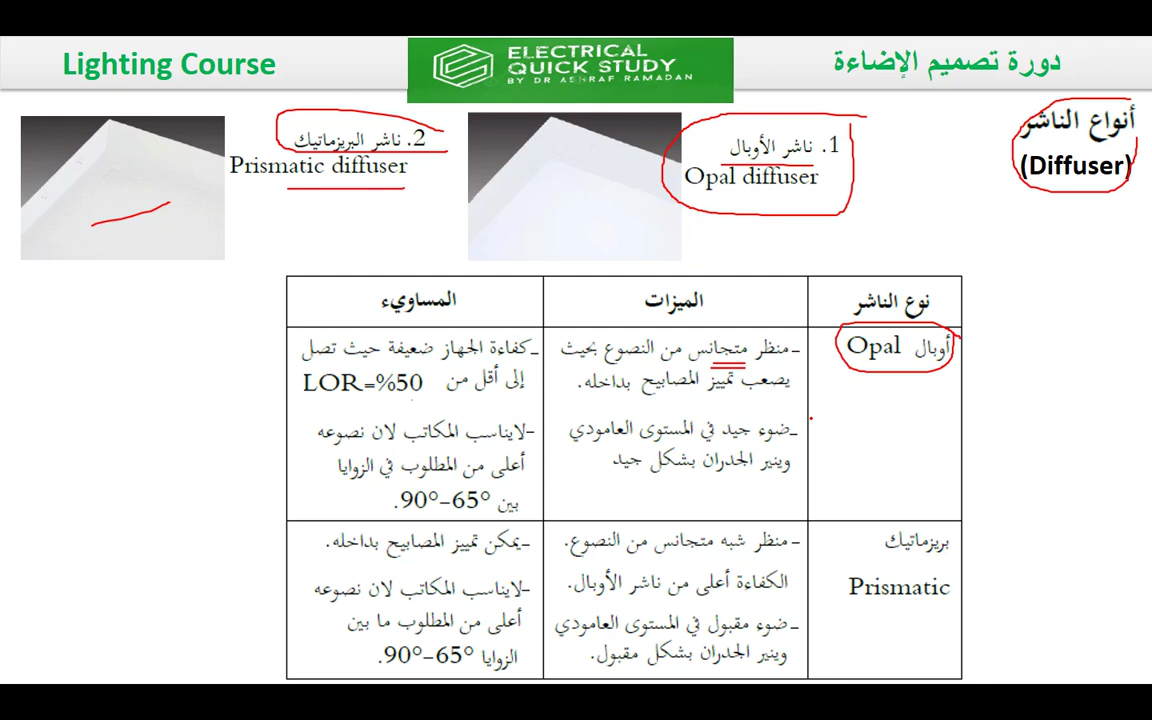 Lighting Course
ELECTRICAL
QUICK STUDY
BY DR ASHRAF RAMADAN
دورة تصميم الإضاءة
أنواع الناشر
(Diffuser)
1. ناشر الأوبال
Opal diffuser
2. ناشر البريزماتيك
Prismatic diffuser
نوع الناشر
الميزات
المساويء
أوبال Opal
-منظر متجانس من النصوع بحيث
يصعب تمييز المصابيح بداخله.
-ضوء جيد في المستوى العامودي
وينير الجدران بشكل جيد
-كفاءة الجهاز ضعيفة حيث تصل
إلى أقل من LOR=%50
-لايناسب المكاتب لان نصوعه
أعلى من المطلوب في الزوايا
بين 65°-90°.
بريزماتيك
Prismatic
-منظر شبه متجانس من النصوع.
الكفاءة أعلى من ناشر الأوبال.
-ضوء مقبول في المستوى العامودي
وينير الجدران بشكل مقبول.
-يمكن تمييز المصابيح بداخله.
-لايناسب المكاتب لان نصوعه
أعلى من المطلوب ما بين
الزوايا 65°-90°.